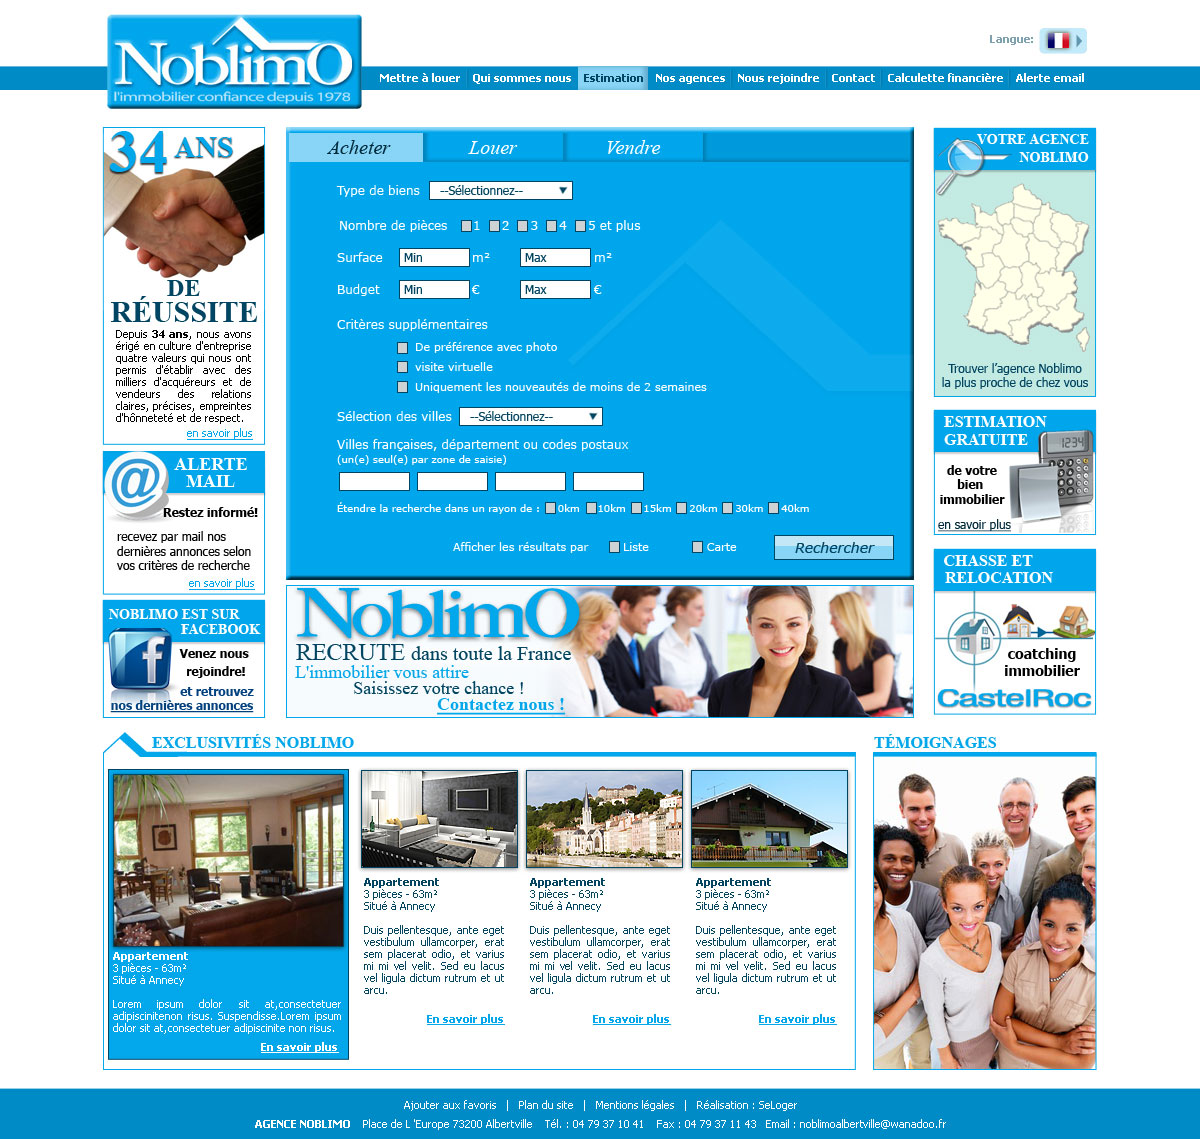 NoblimO
l'immobilier confiance depuis 1978
Langue:
Mettre à louer
Qui sommes nous
Estimation
Nos agences
Nous rejoindre
Contact
Calculette financière
Alerte email
34 ANS
DE
RÉUSSITE
Depuis 34 ans, nous avons
érigé en culture d'entreprise
quatre valeurs qui nous ont
permis d'établir avec des
milliers d'acquéreurs et de
vendeurs des relations
claires, précises, empreintes
d'hônneteté et de respect.
en savoir plus
ALERTE
MAIL
@
Restez informé!
recevez par mail nos
dernières annonces selon
vos critères de recherche
en savoir plus
NOBLIMO EST SUR
FACEBOOK
f
Venez nous
rejoindre!
et retrouvez
nos dernières annonces
Acheter
Louer
Vendre
Type de biens --Sélectionnez--
Nombre de pièces 1 2 3 4 5 et plus
Surface Min m² Max m²
Budget Min € Max €
Critères supplémentaires
De préférence avec photo
visite virtuelle
Uniquement les nouveautés de moins de 2 semaines
Sélection des villes --Sélectionnez--
Villes françaises, département ou codes postaux
(un(e) seul(e) par zone de saisie)
Étendre la recherche dans un rayon de : 0km 10km 15km 20km 30km 40km
Afficher les résultats par Liste Carte Rechercher
NoblimO
RECRUTE dans toute la France
L'immobilier vous attire
Saisissez votre chance !
Contactez nous !
VOTRE AGENCE
NOBLIMO
Trouver l'agence Noblimo
la plus proche de chez vous
ESTIMATION
GRATUITE
1234
de votre
bien
immobilier
en savoir plus
CHASSE ET
RELOCATION
coatching
immobilier
CastelRoc
EXCLUSIVITÉS NOBLIMO
Appartement
3 pièces - 63m²
Situé à Annecy
Lorem ipsum dolor sit at,consectetuer
adipiscinitenon risus. Suspendisse.Lorem ipsum
dolor sit at,consectetuer adipiscinite non risus.
En savoir plus
Appartement
3 pièces - 63m²
Situé à Annecy
Duis pellentesque, ante eget
vestibulum ullamcorper, erat
sem placerat odio, et varius
mi mi vel velit. Sed eu lacus
vel ligula dictum rutrum et ut
arcu.
En savoir plus
Appartement
3 pièces - 63m²
Situé à Annecy
Duis pellentesque, ante eget
vestibulum ullamcorper, erat
sem placerat odio, et varius
mi mi vel velit. Sed eu lacus
vel ligula dictum rutrum et ut
arcu.
En savoir plus
Appartement
3 pièces - 63m²
Situé à Annecy
Duis pellentesque, ante eget
vestibulum ullamcorper, erat
sem placerat odio, et varius
mi mi vel velit. Sed eu lacus
vel ligula dictum rutrum et ut
arcu.
En savoir plus
TÉMOIGNAGES
Ajouter aux favoris | Plan du site | Mentions légales | Réalisation : SeLoger
AGENCE NOBLIMO Place de L 'Europe 73200 Albertville Tél. : 04 79 37 10 41 Fax : 04 79 37 11 43 Email : noblimoalbertville@wanadoo.fr